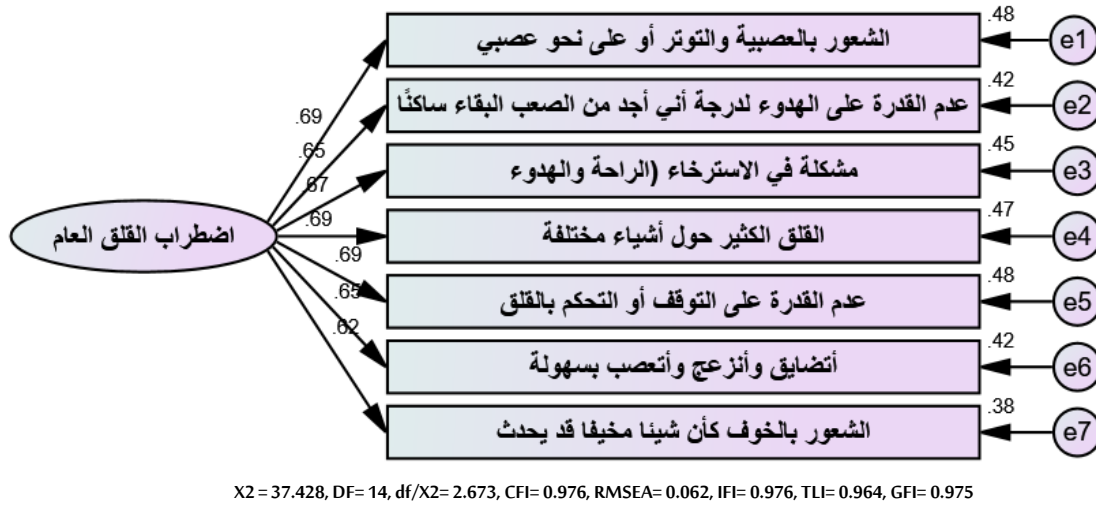 .48
الشعور بالعصبية والتوتر أو على نحو عصبي
e1
.69
.42
عدم القدرة على الهدوء لدرجة أني أجد من الصعب البقاء ساكنًا
e2
.65
.45
مشكلة في الاسترخاء (الراحة والهدوء
e3
.67
.47
القلق الكثير حول أشياء مختلفة
e4
.69
اضطراب القلق العام
.48
عدم القدرة على التوقف أو التحكم بالقلق
e5
.69
.42
أتضايق وأنزعج وأتعصب بسهولة
e6
.65
.38
الشعور بالخوف كأن شيئا مخيفا قد يحدث
e7
.62
X2 = 37.428, DF= 14, df/X2= 2.673, CFI= 0.976, RMSEA= 0.062, IFI= 0.976, TLI= 0.964, GFI= 0.975